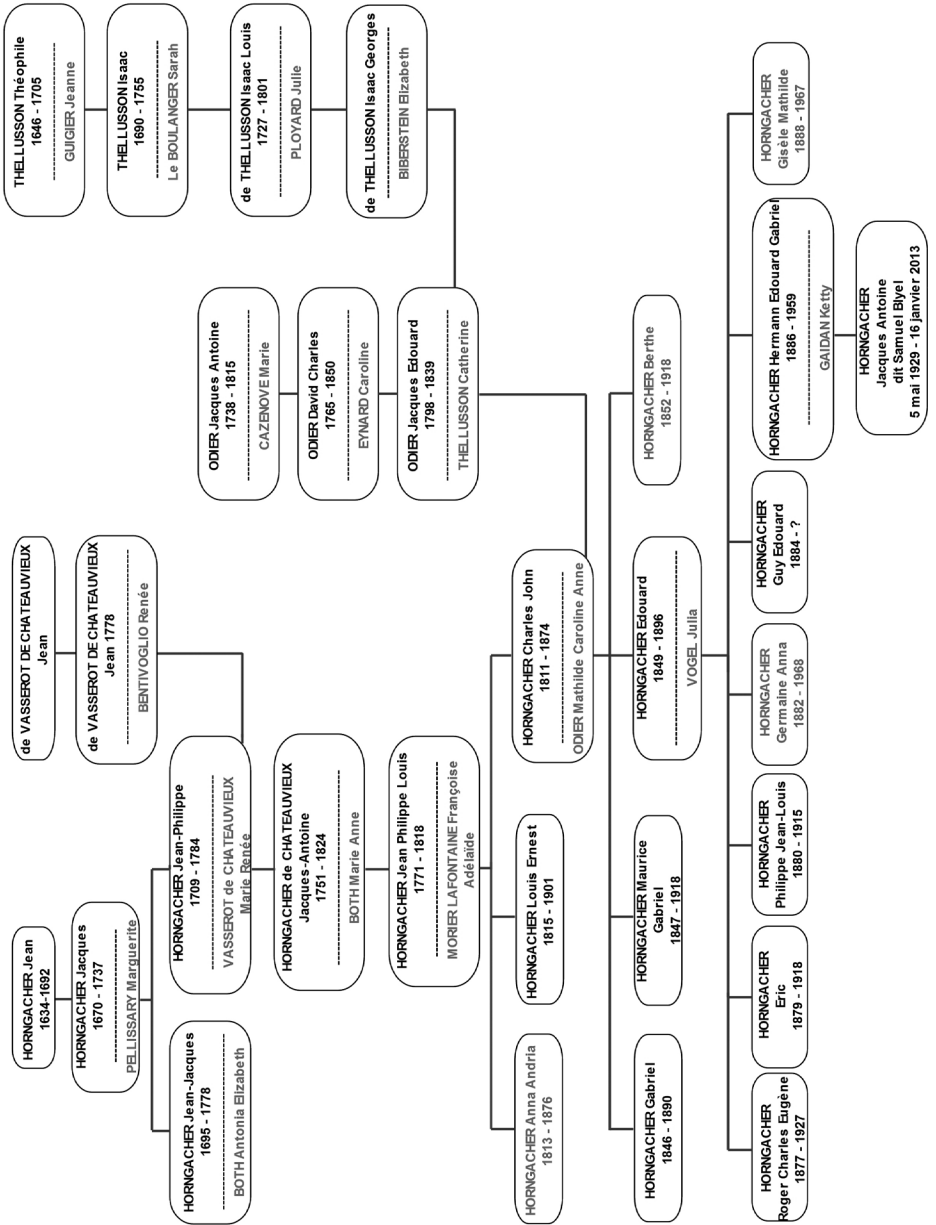 HORNGACHER Jean
1634-1692
HORNGACHER Jacques
1670 - 1737
PELLISSARY Marguerite
HORNGACHER Jean-Jacques
1695 - 1778
BOTH Antonia Elizabeth
HORNGACHER Jean-Philippe
1709 - 1784
VASSEROT de CHATEAUVIEUX
Marie Renée
de VASSEROT DE CHATEAUVIEUX
Jean
de VASSEROT DE CHATEAUVIEUX
Jean 1778
BENTIVOGLIO Renée
HORNGACHER de CHATEAUVIEUX
Jacques-Antoine
1751 - 1824
BOTH Marie Anne
HORNGACHER Jean Philippe Louis
1771 - 1818
MORIER LAFONTAINE Françoise
Adélaïde
THELLUSSON Théophile
1646 - 1705
GUIGIER Jeanne
THELLUSSON Isaac
1690 - 1755
Le BOULANGER Sarah
de THELLUSSON Isaac Louis
1727 - 1801
PLOYARD Julie
de THELLUSSON Isaac Georges
BIBERSTEIN Elizabeth
ODIER Jacques Antoine
1738 - 1815
CAZENOVE Marie
ODIER David Charles
1765 - 1850
EYNARD Caroline
ODIER Jacques Edouard
1798 - 1839
THELLUSSON Catherine
HORNGACHER Anna Andria
1813 - 1876
HORNGACHER Louis Ernest
1815 - 1901
HORNGACHER Charles John
1811 - 1874
ODIER Mathilde Caroline Anne
HORNGACHER Gabriel
1846 - 1890
HORNGACHER Maurice
Gabriel
1847 - 1918
HORNGACHER Edouard
1849 - 1896
VOGEL Julia
HORNGACHER Berthe
1852 - 1918
HORNGACHER
Roger Charles Eugène
1877 - 1927
HORNGACHER
Eric
1879 - 1918
HORNGACHER
Philippe Jean-Louis
1880 - 1915
HORNGACHER
Germaine Anna
1882 - 1968
HORNGACHER
Guy Edouard
1884 - ?
HORNGACHER Hermann Edouard Gabriel
1886 - 1959
GAIDAN Ketty
HORNGACHER
Gisèle Mathilde
1888 - 1967
HORNGACHER
Jacques Antoine
dit Samuel Blyel
5 mai 1929 - 16 janvier 2013